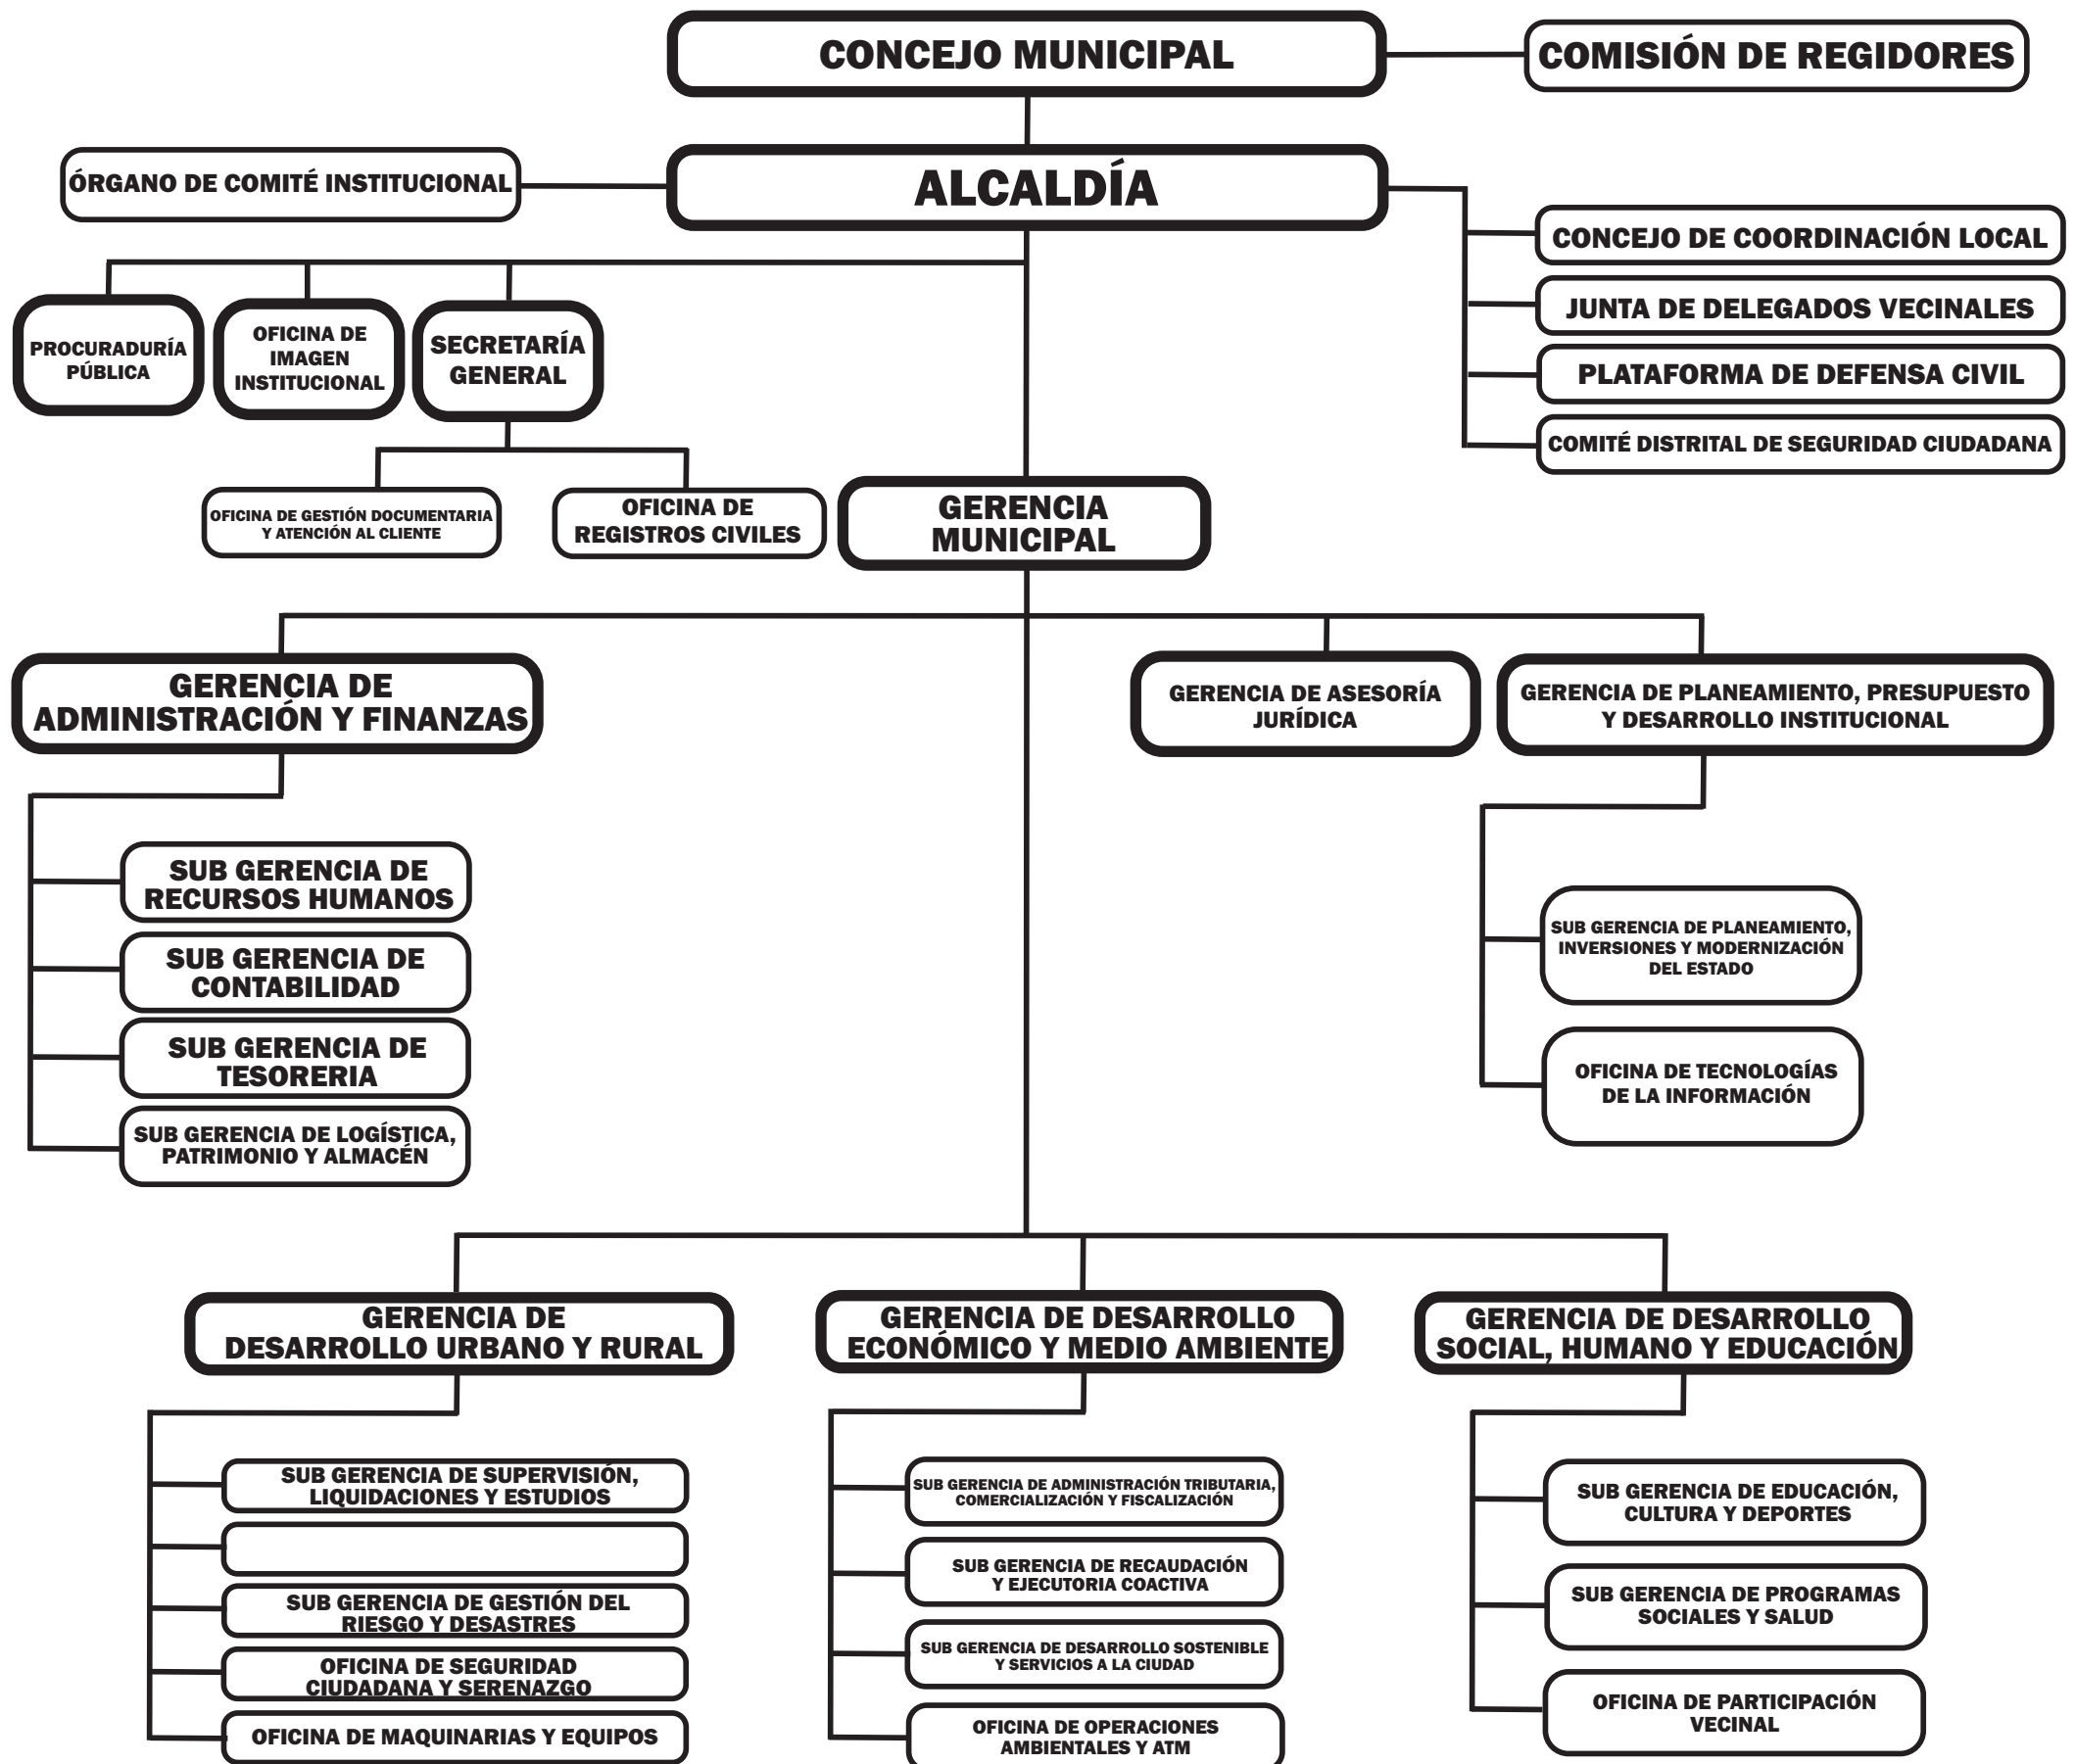 CONCEJO MUNICIPAL
COMISIÓN DE REGIDORES
ÓRGANO DE COMITÉ INSTITUCIONAL
ALCALDÍA
CONCEJO DE COORDINACIÓN LOCAL
JUNTA DE DELEGADOS VECINALES
PLATAFORMA DE DEFENSA CIVIL
COMITÉ DISTRITAL DE SEGURIDAD CIUDADANA
PROCURADURÍA
PÚBLICA
OFICINA DE
IMAGEN
INSTITUCIONAL
SECRETARÍA
GENERAL
OFICINA DE GESTIÓN DOCUMENTARIA
Y ATENCIÓN AL CLIENTE
OFICINA DE
REGISTROS CIVILES
GERENCIA
MUNICIPAL
GERENCIA DE
ADMINISTRACIÓN Y FINANZAS
GERENCIA DE ASESORÍA
JURÍDICA
GERENCIA DE PLANEAMIENTO, PRESUPUESTO
Y DESARROLLO INSTITUCIONAL
SUB GERENCIA DE
RECURSOS HUMANOS
SUB GERENCIA DE
CONTABILIDAD
SUB GERENCIA DE
TESORERIA
SUB GERENCIA DE LOGÍSTICA,
PATRIMONIO Y ALMACÉN
SUB GERENCIA DE PLANEAMIENTO,
INVERSIONES Y MODERNIZACIÓN
DEL ESTADO
OFICINA DE TECNOLOGÍAS
DE LA INFORMACIÓN
GERENCIA DE
DESARROLLO URBANO Y RURAL
GERENCIA DE DESARROLLO
ECONÓMICO Y MEDIO AMBIENTE
GERENCIA DE DESARROLLO
SOCIAL, HUMANO Y EDUCACIÓN
SUB GERENCIA DE SUPERVISIÓN,
LIQUIDACIONES Y ESTUDIOS
SUB GERENCIA DE GESTIÓN DEL
RIESGO Y DESASTRES
OFICINA DE SEGURIDAD
CIUDADANA Y SERENAZGO
OFICINA DE MAQUINARIAS Y EQUIPOS
SUB GERENCIA DE ADMINISTRACIÓN TRIBUTARIA,
COMERCIALIZACIÓN Y FISCALIZACIÓN
SUB GERENCIA DE RECAUDACIÓN
Y EJECUTORIA COACTIVA
SUB GERENCIA DE DESARROLLO SOSTENIBLE
Y SERVICIOS A LA CIUDAD
OFICINA DE OPERACIONES
AMBIENTALES Y ATM
SUB GERENCIA DE EDUCACIÓN,
CULTURA Y DEPORTES
SUB GERENCIA DE PROGRAMAS
SOCIALES Y SALUD
OFICINA DE PARTICIPACIÓN
VECINAL